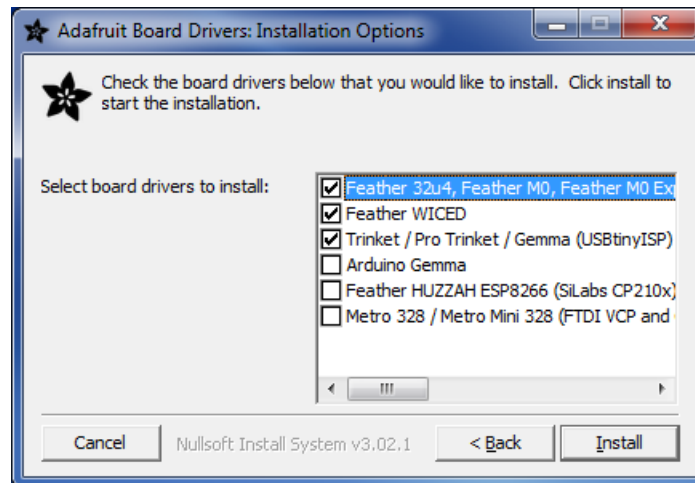 Adafruit Board Drivers: Installation Options
Check the board drivers below that you would like to install. Click install to
start the installation.
Select board drivers to install:
Feather 32u4, Feather M0, Feather M0
Feather WICED
Trinket / Pro Trinket / Gemma (USBtinyISP)
Arduino Gemma
Feather HUZZAH ESP8266 (SiLabs CP210x)
Metro 328 / Metro Mini 328 (FTDI VCP and
Cancel
Nullsoft Install System v3.02.1
< Back
Install